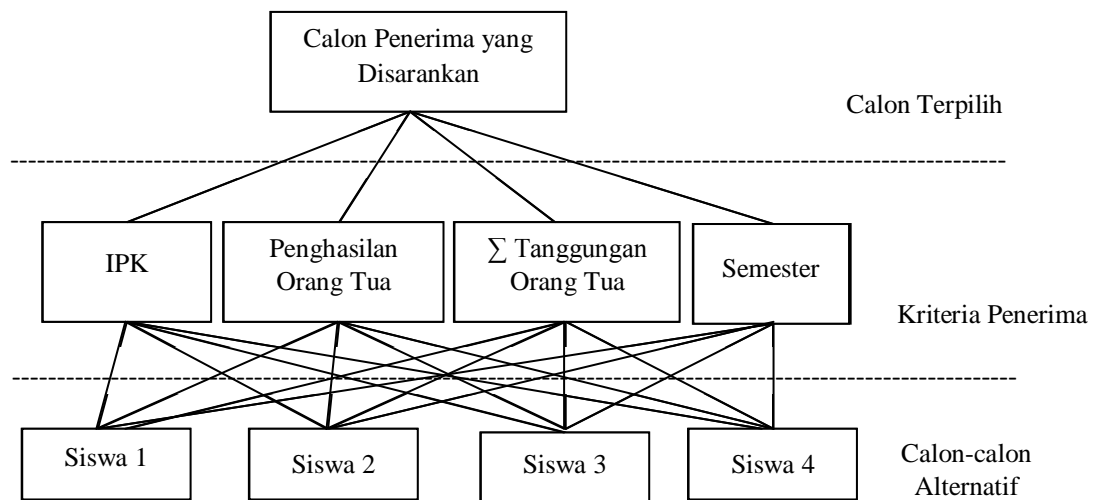 Calon Penerima yang
Disarankan
Calon Terpilih
IPK
Penghasilan
Orang Tua
∑ Tanggungan
Orang Tua
Semester
Kriteria Penerima
Siswa 1
Siswa 2
Siswa 3
Siswa 4
Calon-calon
Alternatif